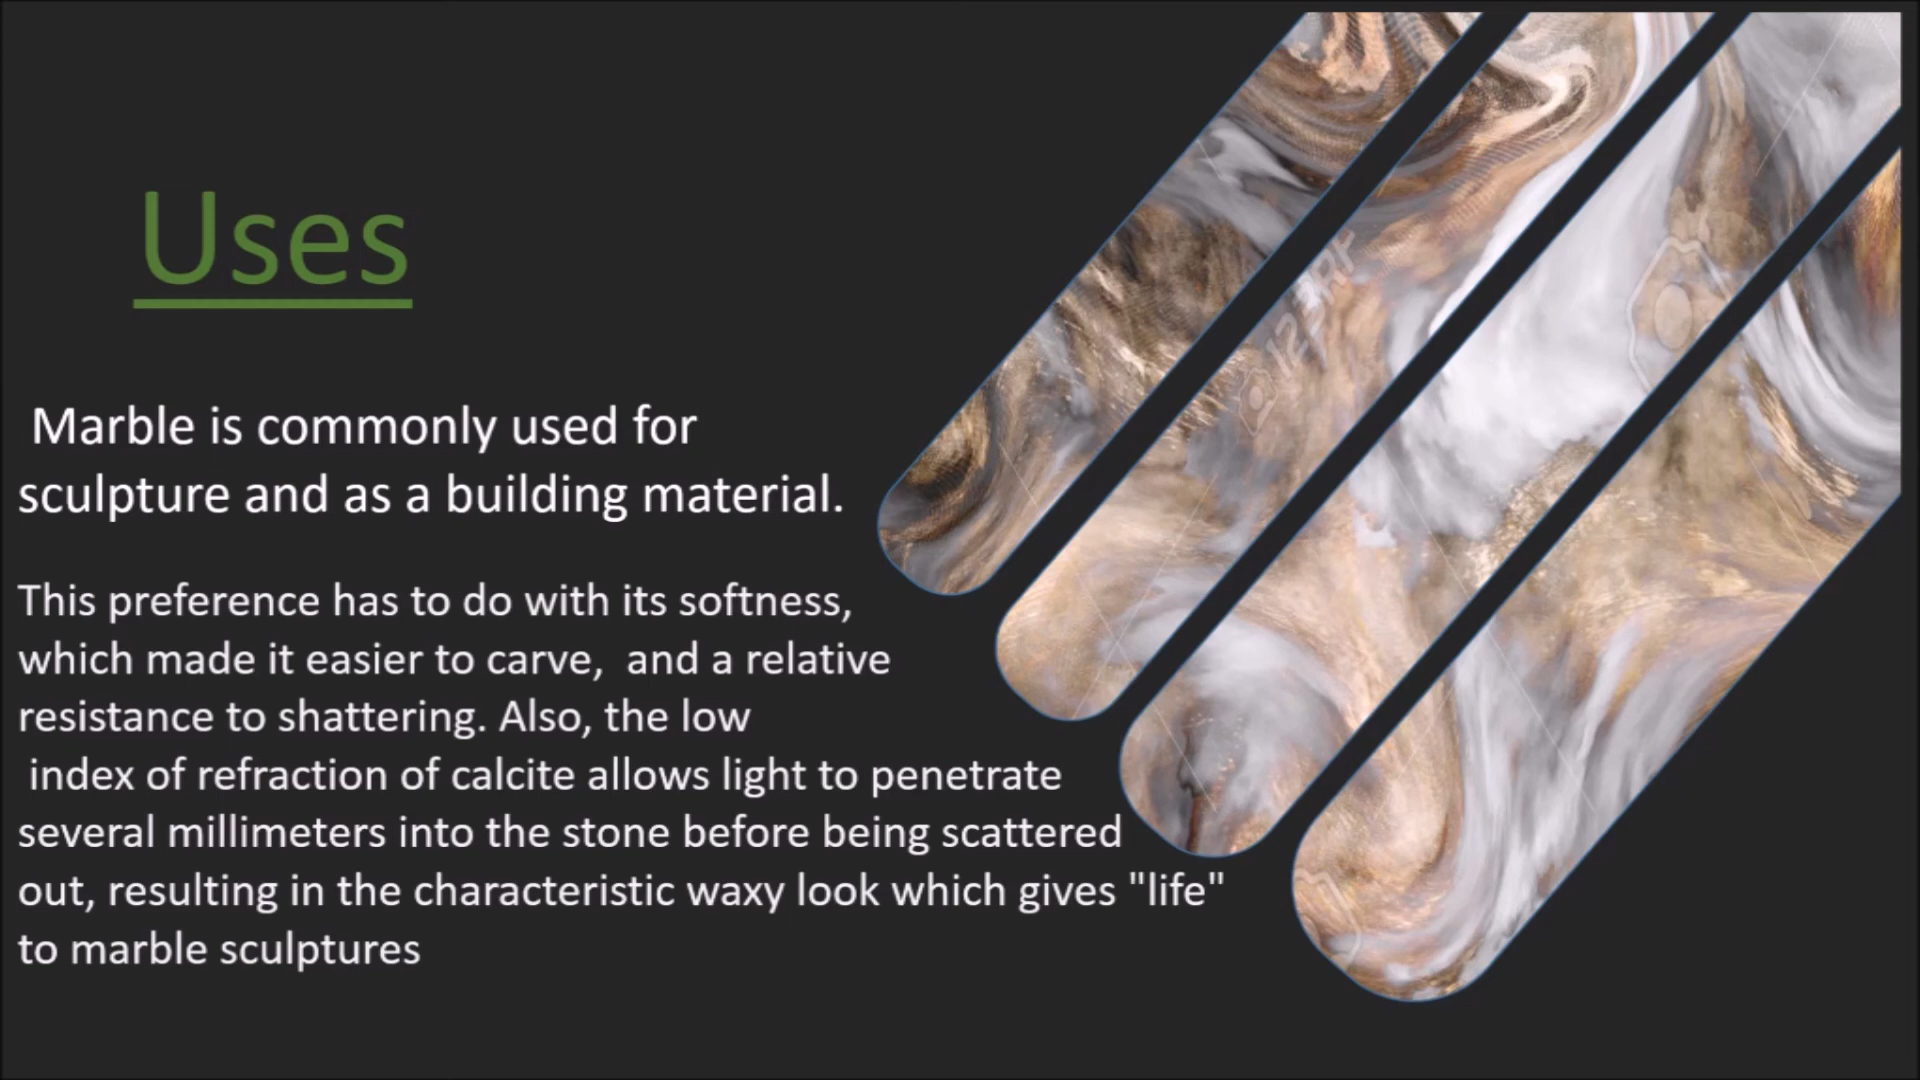 Uses
Marble is commonly used for
sculpture and as a building material.
This preference has to do with its softness,
which made it easier to carve, and a relative
resistance to shattering. Also, the low
index of refraction of calcite allows light to penetrate
several millimeters into the stone before being scattered
out, resulting in the characteristic waxy look which gives "life"
to marble sculptures
123RF